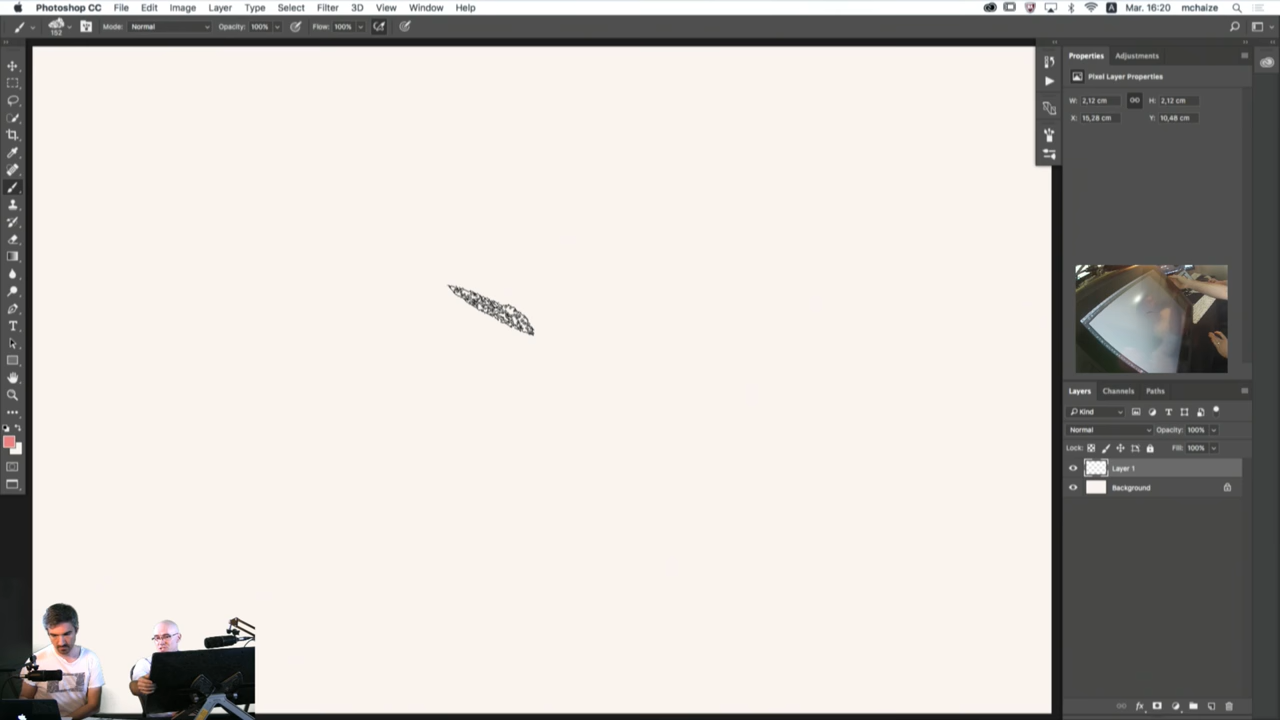 Photoshop CC File Edit Image Layer Type Select Filter 3D View Window Help Mar. 16:20 mchaize
152 Mode: Normal Opacity: 100% Flow: 100%
Properties Adjustments
Pixel Layer Properties
W: 2,12 cm H: 2,12 cm
X: 15,28 cm Y: 10,48 cm
Layers Channels Paths
Kind
Normal Opacity: 100%
Lock: Fill: 100%
Layer 1
Background